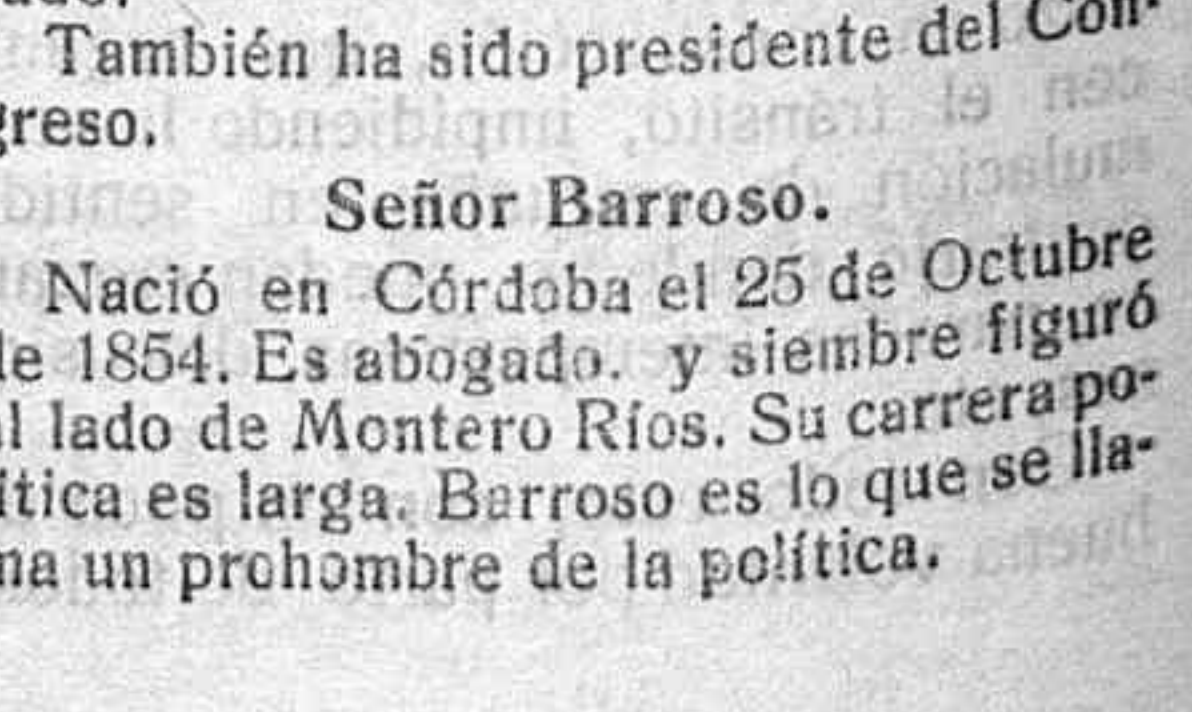 También ha sido presidente del Con-
greso.
Señor Barroso.
Nació en Córdoba el 25 de Octubre
de 1854. Es abogado. y siembre figuró
al lado de Montero Ríos. Su carrera po-
lítica es larga. Barroso es lo que se lla-
ma un prohombre de la política.